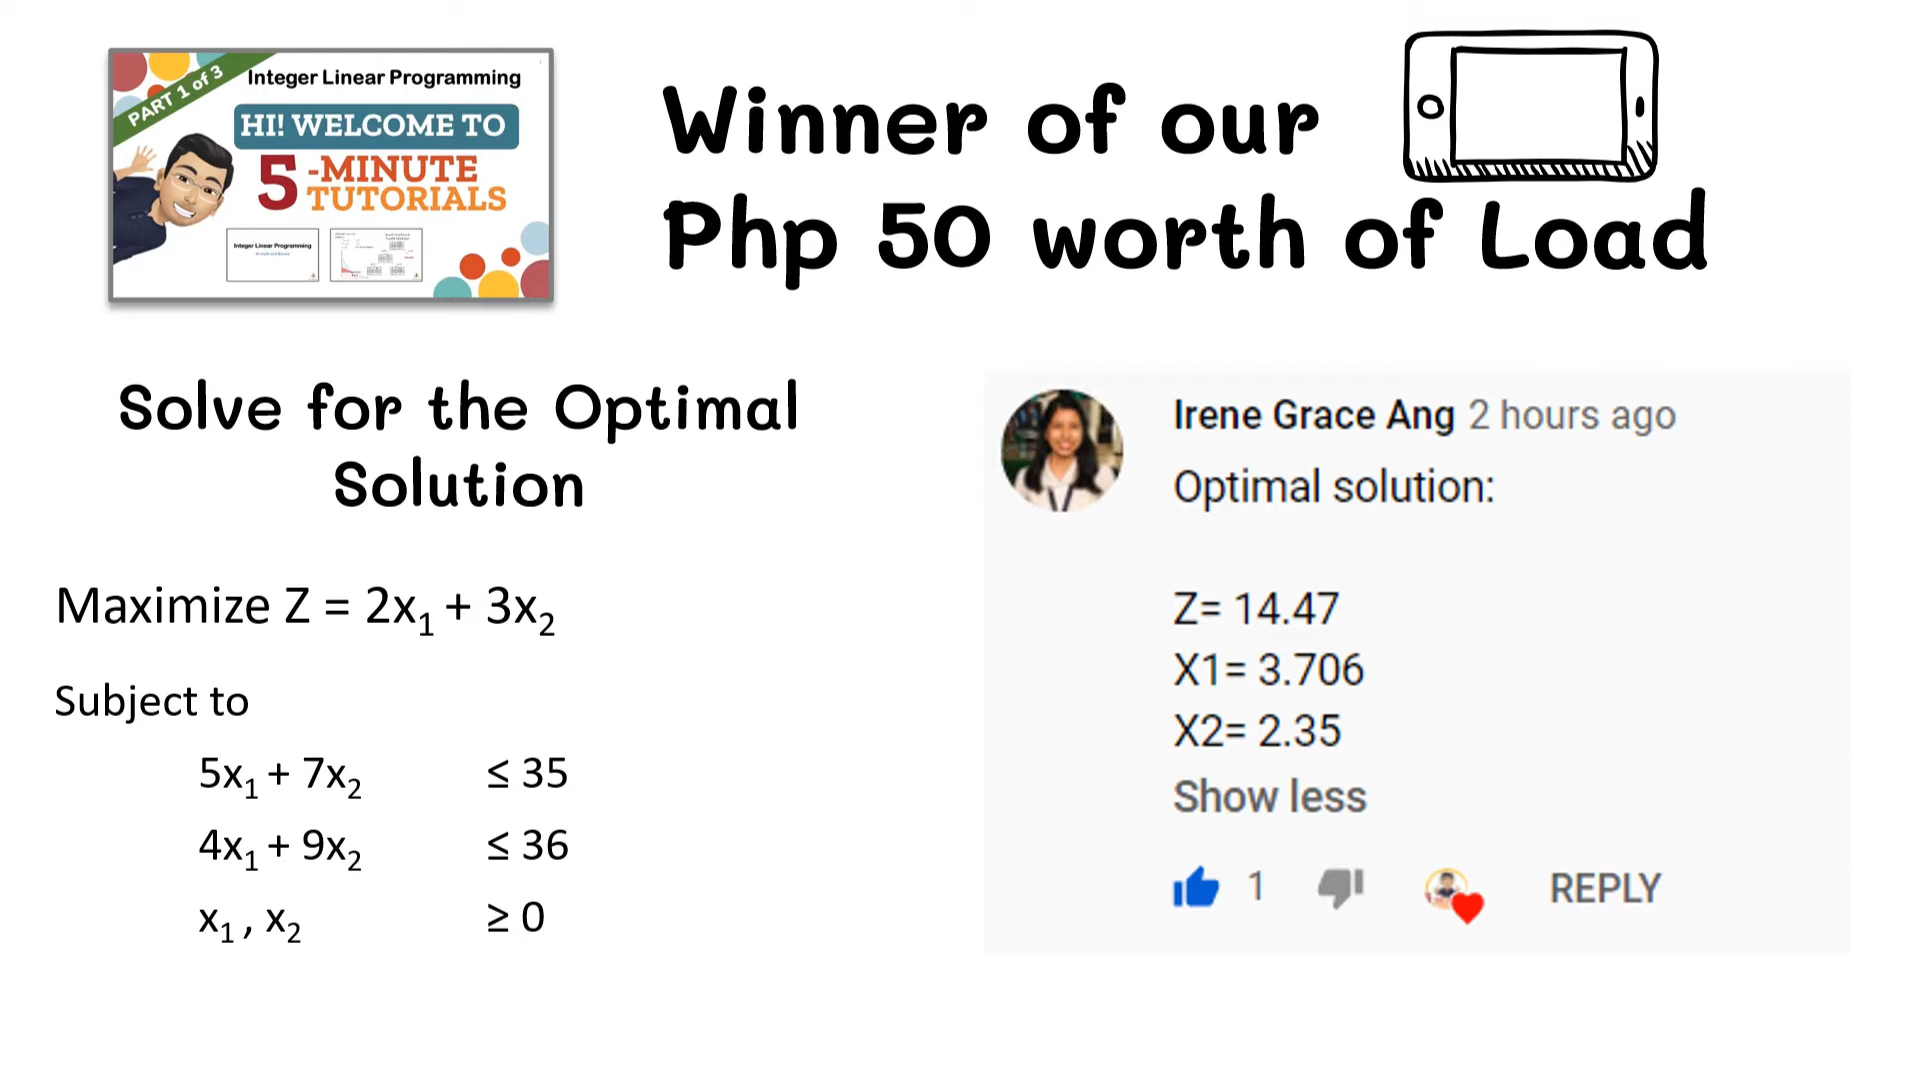 PART 1 of 3
Integer Linear Programming
HI! WELCOME TO
5 -MINUTE
TUTORIALS
Integer Linear Programming
Winner of our
Php 50 worth of Load
Solve for the Optimal
Solution
Maximize Z = 2x₁ + 3x₂
Subject to
5x₁ + 7x₂ ≤ 35
4x₁ + 9x₂ ≤ 36
x₁ , x₂ ≥ 0
Irene Grace Ang 2 hours ago
Optimal solution:
Z= 14.47
X1= 3.706
X2= 2.35
Show less
1 REPLY